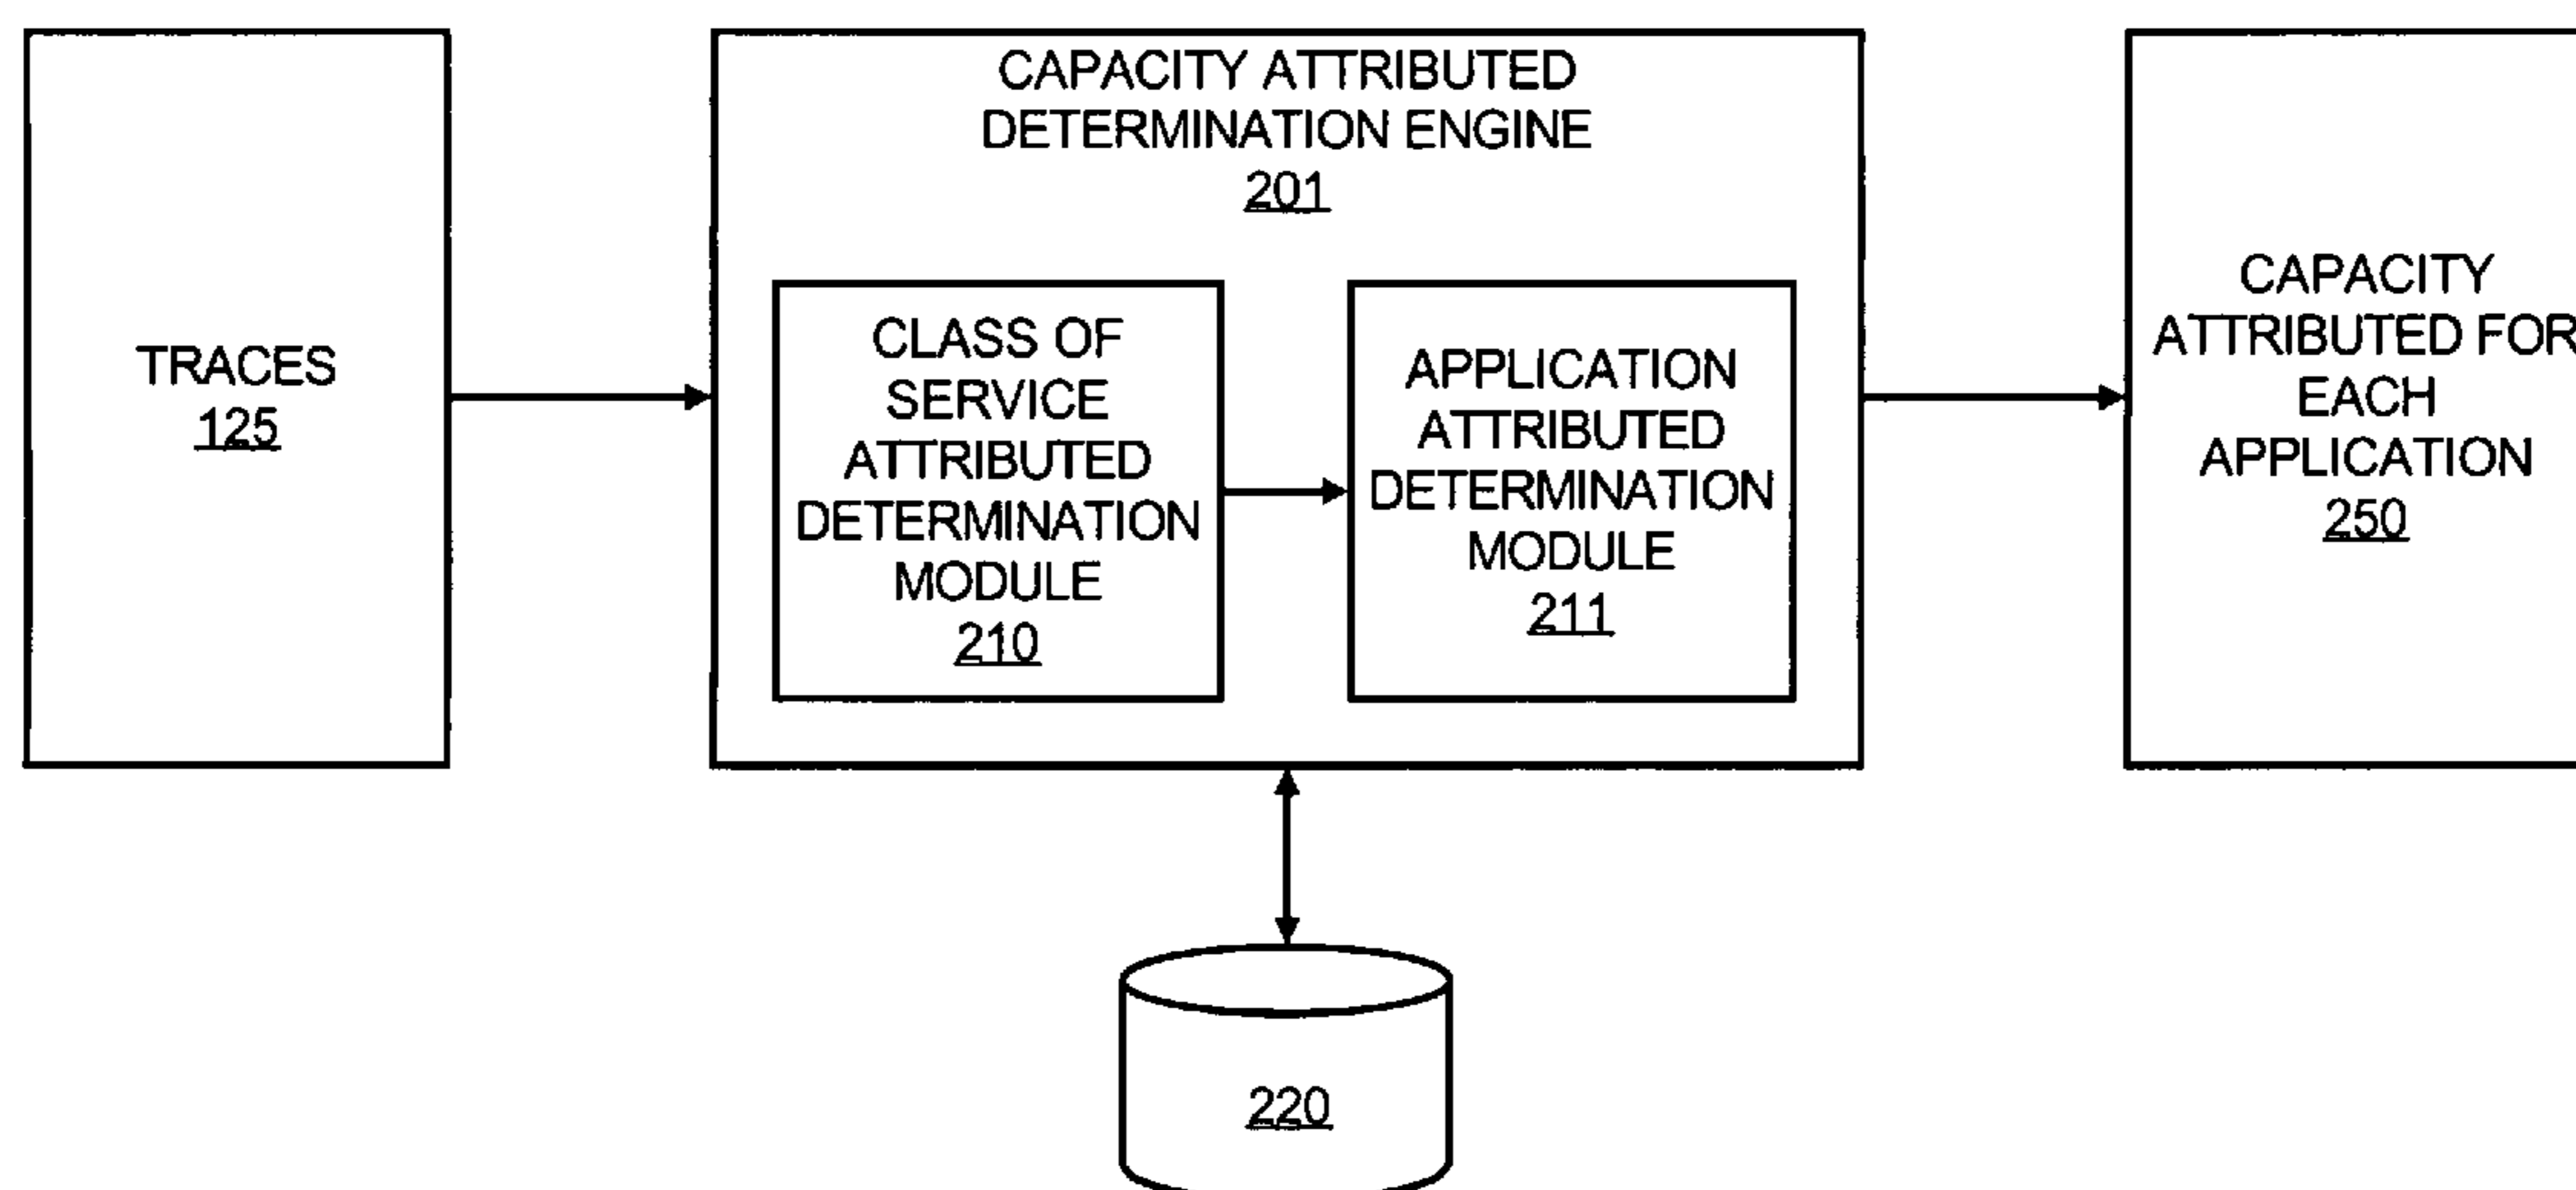 TRACES
125
CAPACITY ATTRIBUTED
DETERMINATION ENGINE
201
CLASS OF
SERVICE
ATTRIBUTED
DETERMINATION
MODULE
210
APPLICATION
ATTRIBUTED
DETERMINATION
MODULE
211
CAPACITY
ATTRIBUTED FOR
EACH
APPLICATION
250
220